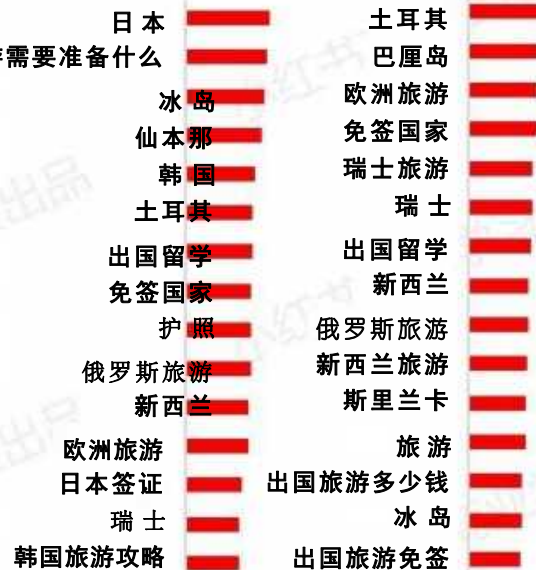 日本
需要准备什么
冰岛
仙本那
韩国
土耳其
出国留学
免签国家
护照
俄罗斯旅游
新西兰
欧洲旅游
日本签证
瑞士
韩国旅游攻略
土耳其
巴厘岛
欧洲旅游
免签国家
瑞士旅游
瑞士
出国留学
新西兰
俄罗斯旅游
新西兰旅游
斯里兰卡
旅游
出国旅游多少钱
冰岛
出国旅游免签